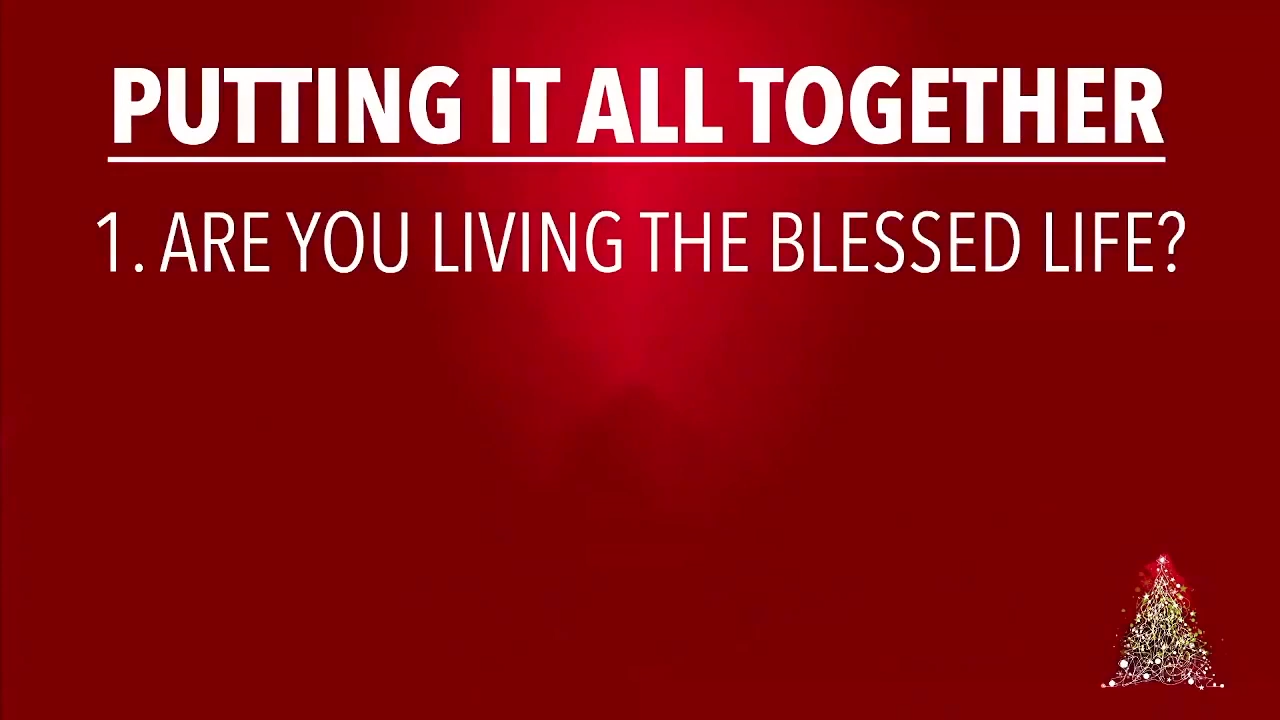 PUTTING IT ALL TOGETHER
1. ARE YOU LIVING THE BLESSED LIFE?